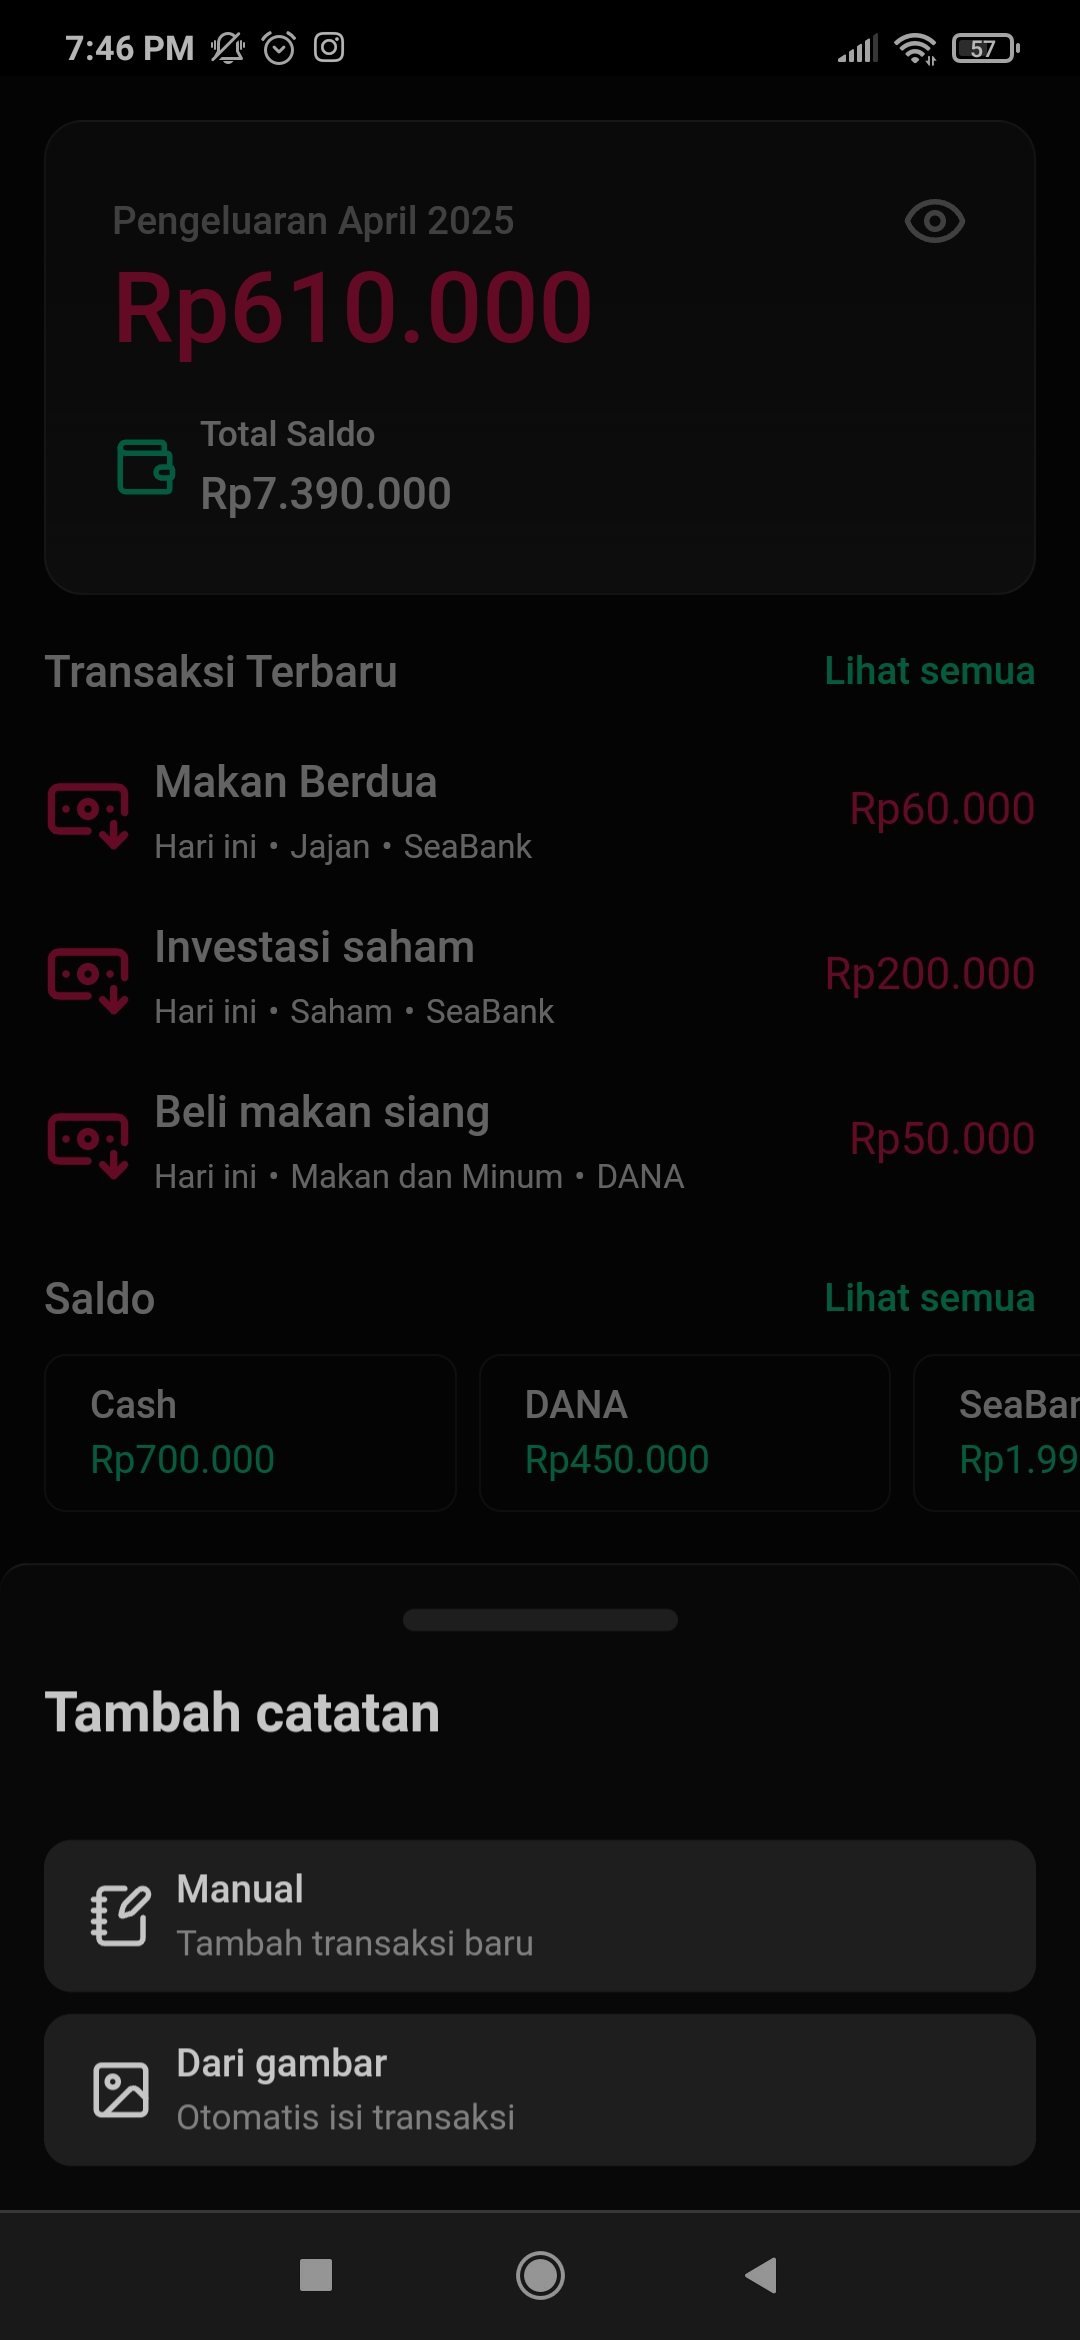 7:46 PM
57
Pengeluaran April 2025
Rp610.000
Total Saldo
Rp7.390.000
Transaksi Terbaru
Lihat semua
Makan Berdua
Hari ini • Jajan • SeaBank
Rp60.000
Investasi saham
Hari ini • Saham • SeaBank
Rp200.000
Beli makan siang
Hari ini • Makan dan Minum • DANA
Rp50.000
Saldo
Lihat semua
Cash
Rp700.000
DANA
Rp450.000
SeaBan
Rp1.99
Tambah catatan
Manual
Tambah transaksi baru
Dari gambar
Otomatis isi transaksi